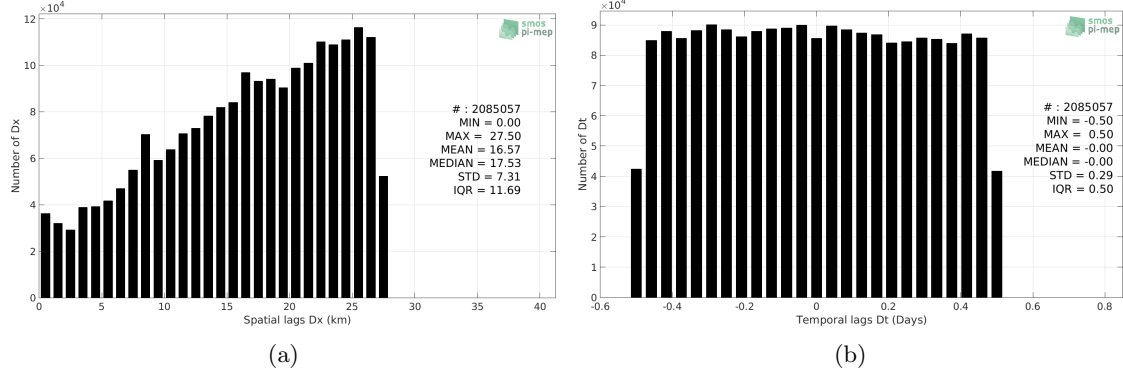 ×10⁴
12
10
8
6
4
2
0
Number of Dx
0 5 10 15 20 25 30 35 40
Spatial lags Dx (km)
smos
pi-mep
# : 2085057
MIN = 0.00
MAX = 27.50
MEAN = 16.57
MEDIAN = 17.53
STD = 7.31
IQR = 11.69
(a)
×10⁴
9
8
7
6
5
4
3
2
1
0
Number of Dt
-0.6 -0.4 -0.2 0 0.2 0.4 0.6 0.8
Temporal lags Dt (Days)
smos
pi-mep
# : 2085057
MIN = -0.50
MAX = 0.50
MEAN = -0.00
MEDIAN = -0.00
STD = 0.29
IQR = 0.50
(b)